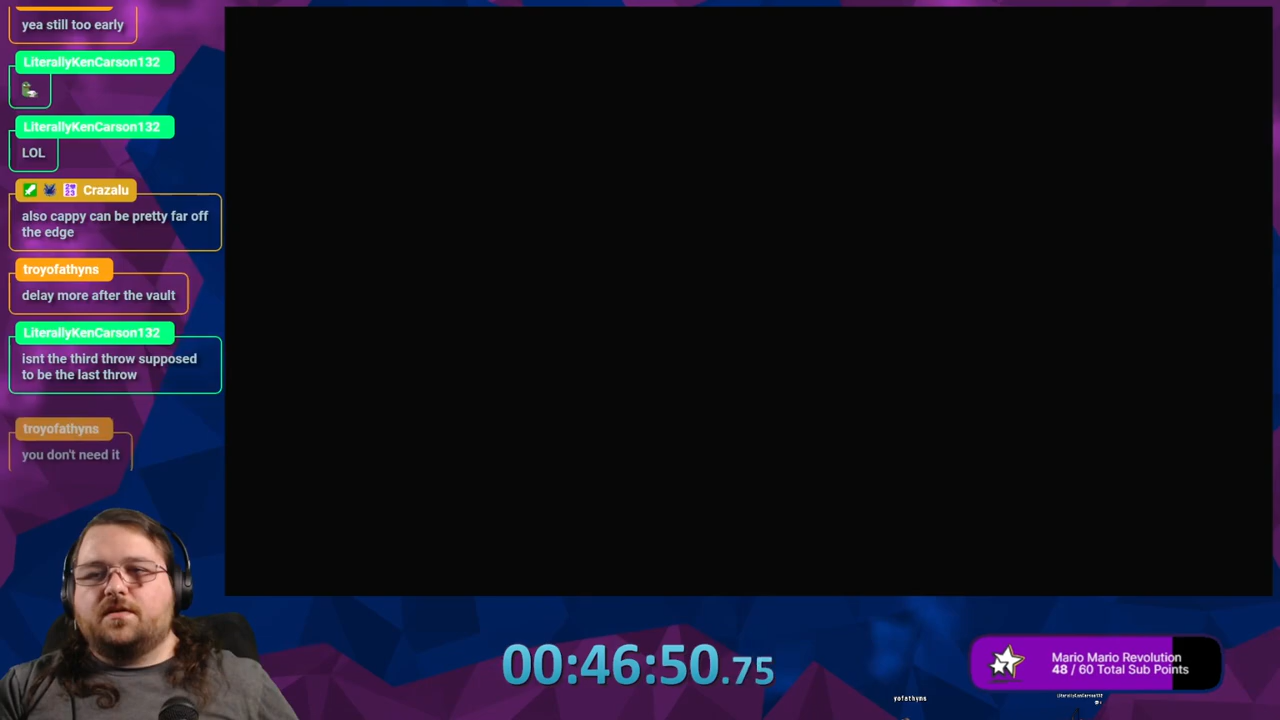 yea still too early
LiterallyKenCarson132
LiterallyKenCarson132
LOL
Crazalu
also cappy can be pretty far off
the edge
troyofathyns
delay more after the vault
LiterallyKenCarson132
isnt the third throw supposed
to be the last throw
troyofathyns
you don't need it
00:46:50.75
Mario Mario Revolution
48 / 60 Total Sub Points
yofathyns
LiterallyKenCarson132